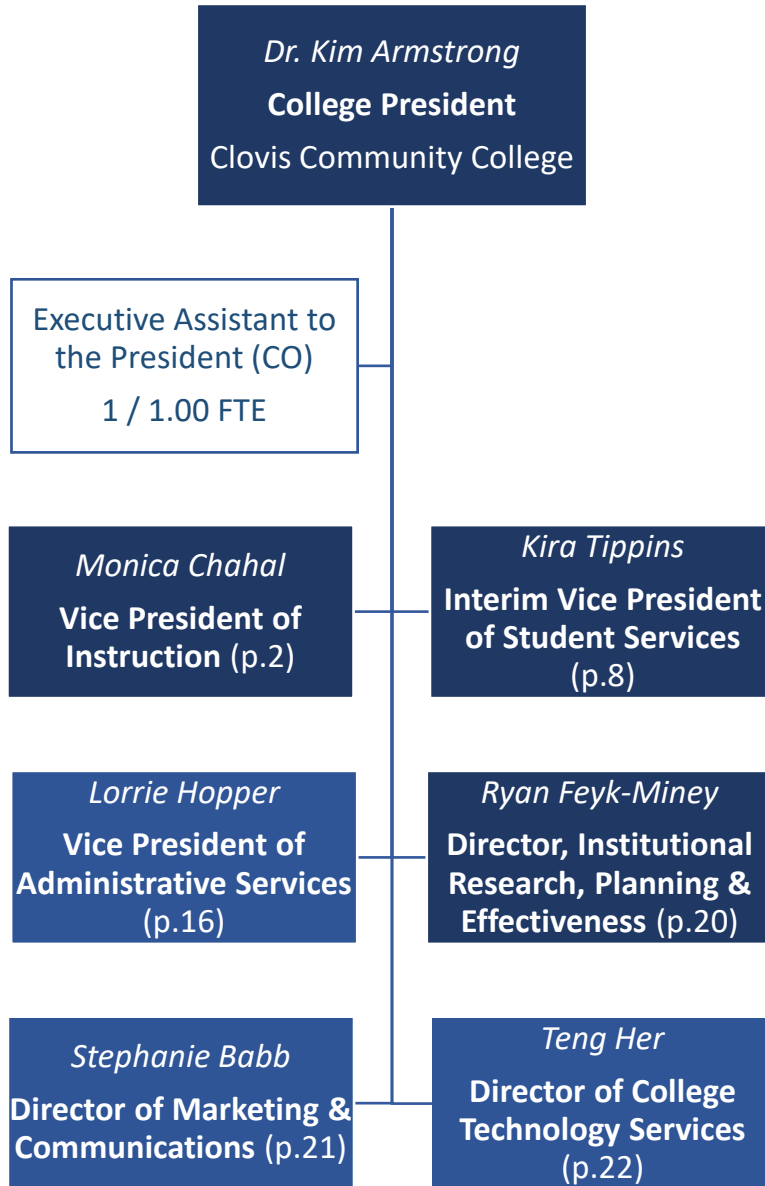 Dr. Kim Armstrong
College President
Clovis Community College
Executive Assistant to
the President (CO)
1 / 1.00 FTE
Monica Chahal
Vice President of
Instruction (p.2)
Kira Tippins
Interim Vice President
of Student Services
(p.8)
Lorrie Hopper
Vice President of
Administrative Services
(p.16)
Ryan Feyk-Miney
Director, Institutional
Research, Planning &
Effectiveness (p.20)
Stephanie Babb
Director of Marketing &
Communications (p.21)
Teng Her
Director of College
Technology Services
(p.22)